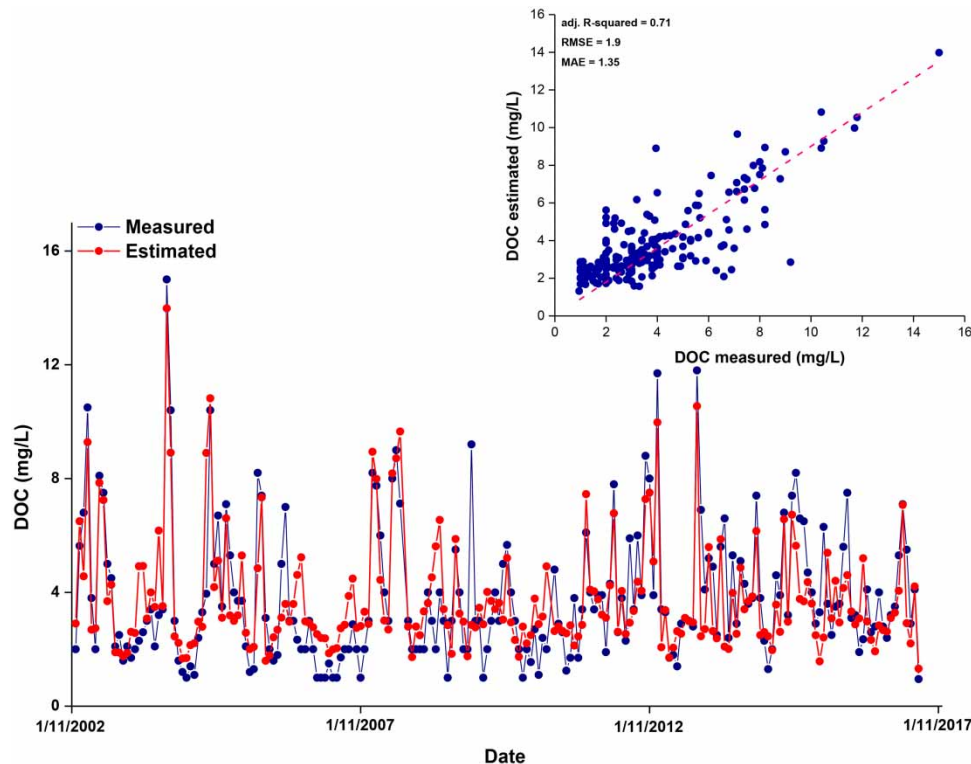 16
14
12
10
8
6
4
2
0
DOC estimated (mg/L)
adj. R-squared = 0.71
RMSE = 1.9
MAE = 1.35
0 2 4 6 8 10 12 14 16
DOC measured (mg/L)
Measured
Estimated
16
12
8
4
0
DOC (mg/L)
1/11/2002 1/11/2007 1/11/2012 1/11/2017
Date